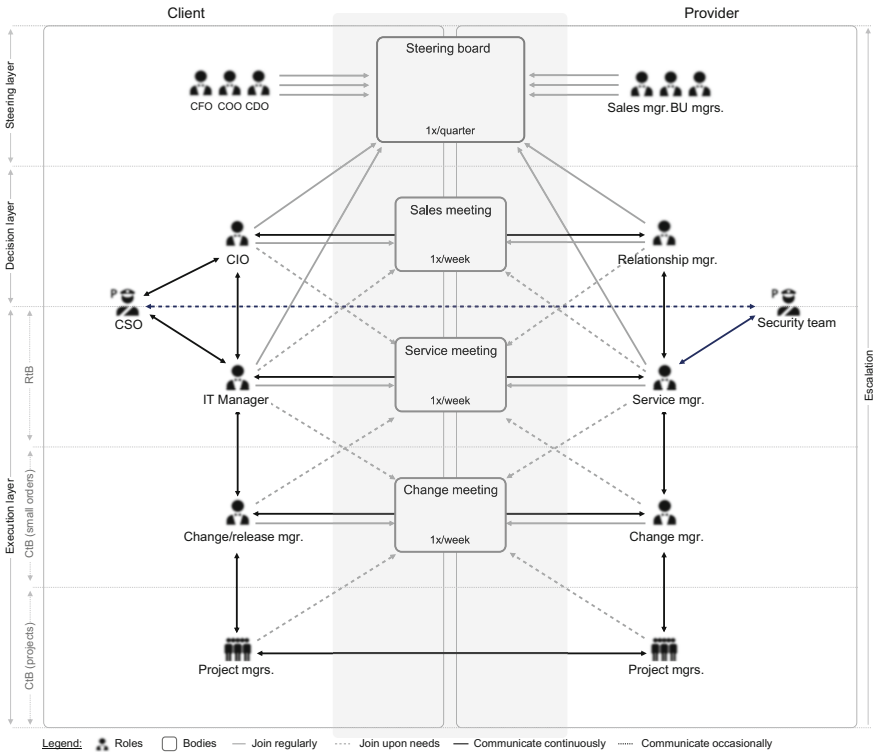 Client
Provider
Steering layer
Steering board
CFO COO CDO
Sales mgr. BU mgrs.
1x/quarter
Decision layer
Sales meeting
CIO
1x/week
Relationship mgr.
P
CSO
P
Security team
Escalation
Execution layer
RtB
Service meeting
IT Manager
1x/week
Service mgr.
CtB (small orders)
Change meeting
Change/release mgr.
1x/week
Change mgr.
CtB (projects)
Project mgrs.
Project mgrs.
Legend: Roles Bodies Join regularly Join upon needs Communicate continuously Communicate occasionally